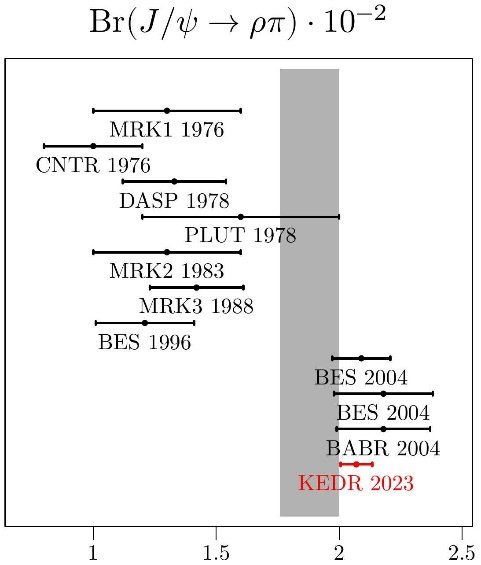 Br(J/ψ → ρπ) · 10⁻²
MRK1 1976
CNTR 1976
DASP 1978
PLUT 1978
MRK2 1983
MRK3 1988
BES 1996
BES 2004
BES 2004
BABR 2004
KEDR 2023
1 1.5 2 2.5